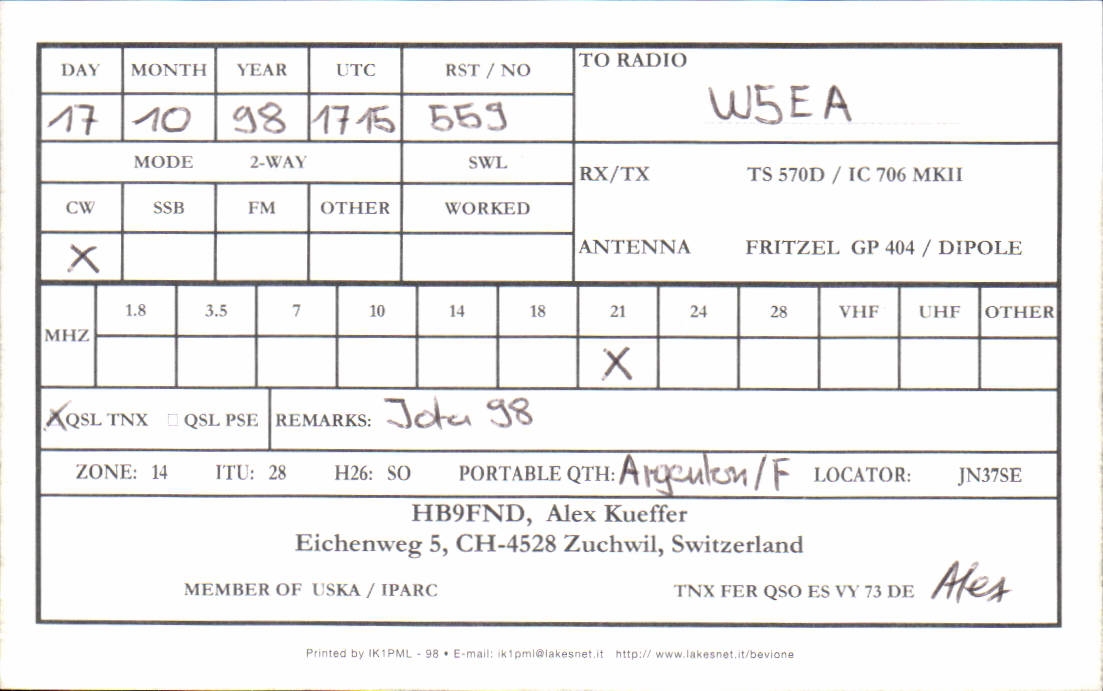 DAY MONTH YEAR UTC RST / NO
17 10 98 1715 559
TO RADIO
W5EA
MODE 2-WAY SWL
CW SSB FM OTHER WORKED
X
RX/TX TS 570D / IC 706 MKII
ANTENNA FRITZEL GP 404 / DIPOLE
MHZ 1.8 3.5 7 10 14 18 21 24 28 VHF UHF OTHER
X
X QSL TNX □ QSL PSE REMARKS: Jota 98
ZONE: 14 ITU: 28 H26: SO PORTABLE QTH: Argenton/F LOCATOR: JN37SE
HB9FND, Alex Kueffer
Eichenweg 5, CH-4528 Zuchwil, Switzerland
MEMBER OF USKA / IPARC TNX FER QSO ES VY 73 DE Alex
Printed by IK1PML - 98 • E-mail: ik1pml@lakesnet.it http:// www.lakesnet.it/bevione